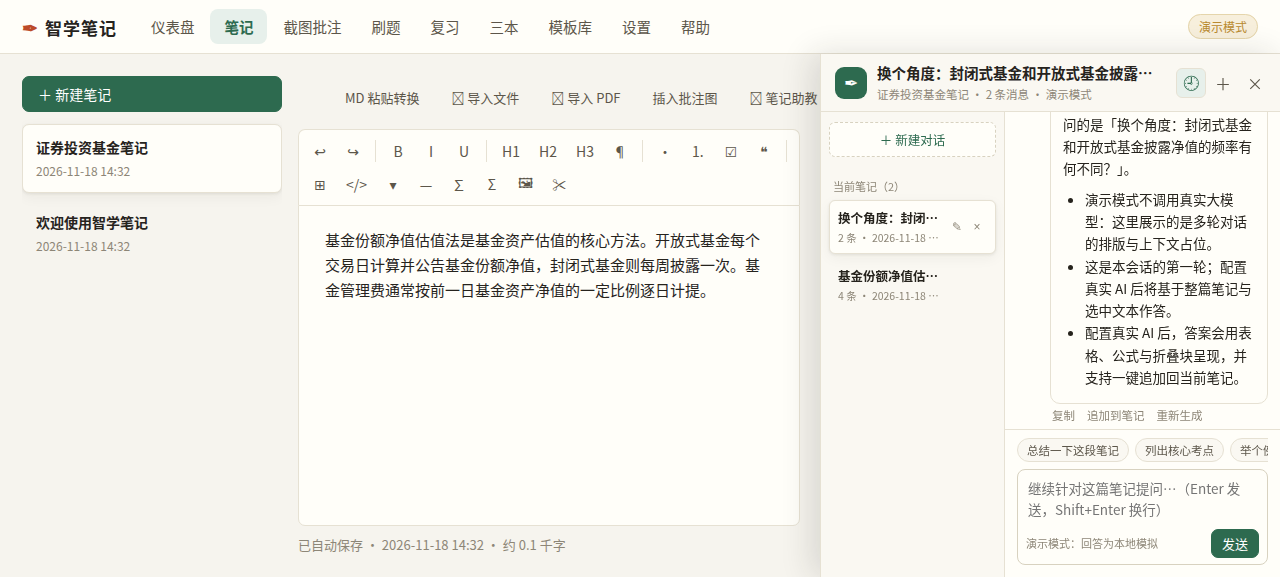 ✒ 智学笔记
仪表盘 笔记 截图批注 刷题 复习 三本 模板库 设置 帮助
演示模式
＋ 新建笔记
证券投资基金笔记
2026-11-18 14:32
欢迎使用智学笔记
2026-11-18 14:32
MD 粘贴转换 导入文件 导入 PDF 插入批注图 笔记助教
↩ ↪ B I U H1 H2 H3 ¶ • 1. ☑ ❝
⊞ </> ▾ — ∑ Σ 🖼 ✂
基金份额净值估值法是基金资产估值的核心方法。开放式基金每个
交易日计算并公告基金份额净值，封闭式基金则每周披露一次。基
金管理费通常按前一日基金资产净值的一定比例逐日计提。
已自动保存 · 2026-11-18 14:32 · 约 0.1 千字
换个角度：封闭式基金和开放式基金披露…
证券投资基金笔记 · 2 条消息 · 演示模式
＋ 新建对话
当前笔记（2）
换个角度：封闭…
2 条 · 2026-11-18 …
✎ ×
基金份额净值估…
4 条 · 2026-11-18 …
问的是「换个角度：封闭式基金
和开放式基金披露净值的频率有
何不同？」。
• 演示模式不调用真实大模
型：这里展示的是多轮对话
的排版与上下文占位。
• 这是本会话的第一轮；配置
真实 AI 后将基于整篇笔记与
选中文本作答。
• 配置真实 AI 后，答案会用表
格、公式与折叠块呈现，并
支持一键追加回当前笔记。
复制 追加到笔记 重新生成
总结一下这段笔记 列出核心考点 举个
继续针对这篇笔记提问…（Enter 发
送，Shift+Enter 换行）
演示模式：回答为本地模拟
发送